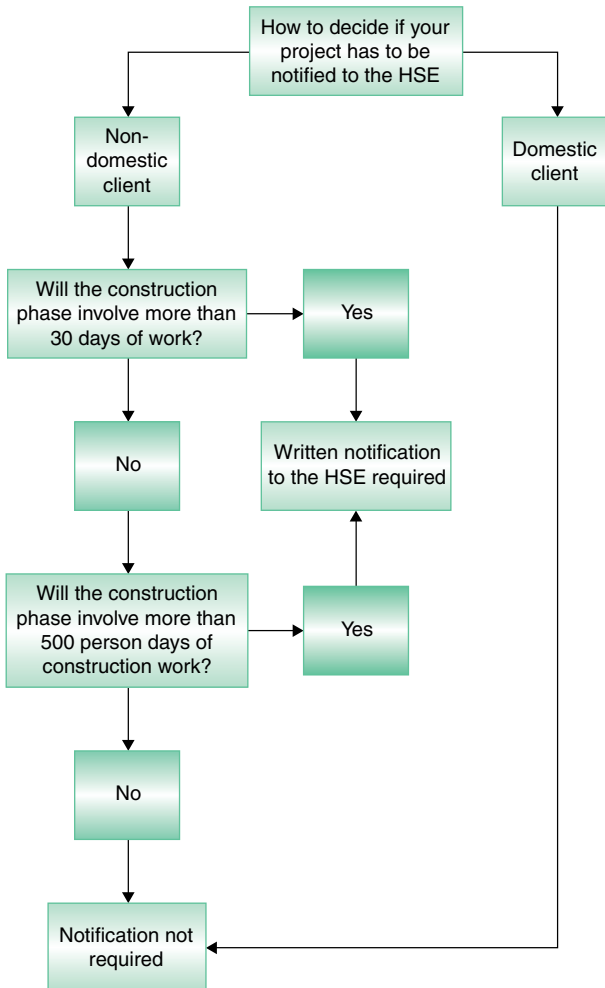 How to decide if your
project has to be
notified to the HSE
Non-
domestic
client
Domestic
client
Will the construction
phase involve more than
30 days of work?
Yes
No
Written notification
to the HSE required
Will the construction
phase involve more than
500 person days of
construction work?
Yes
No
Notification not
required